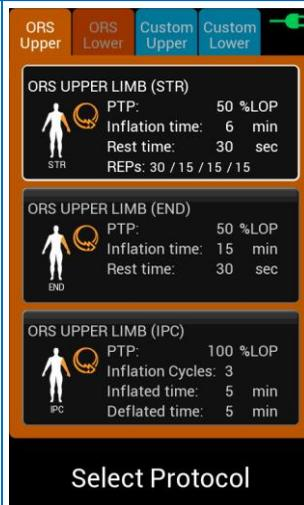 ORS Upper
ORS Lower
Custom Upper
Custom Lower
ORS UPPER LIMB (STR)
PTP: 50 %LOP
Inflation time: 6 min
Rest time: 30 sec
REPs: 30 / 15 / 15 / 15
STR
ORS UPPER LIMB (END)
PTP: 50 %LOP
Inflation time: 15 min
Rest time: 30 sec
END
ORS UPPER LIMB (IPC)
PTP: 100 %LOP
Inflation Cycles: 3
Inflated time: 5 min
Deflated time: 5 min
IPC
Select Protocol